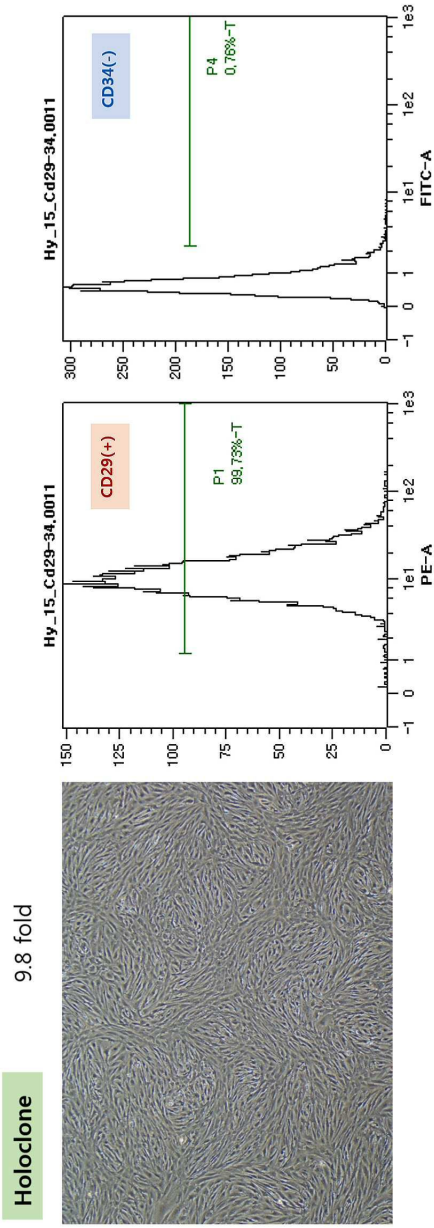 Holoclone
9.8 fold
Hy_15_Cd29-34.0011
CD29(+)
P1
99.73%-T
150
125
100
75
50
25
0
-1
0
1
1e1
1e2
1e3
PE-A
Hy_15_Cd29-34.0011
CD34(-)
P4
0.76%-T
300
250
200
150
100
50
0
-1
0
1
1e1
1e2
1e3
FITC-A